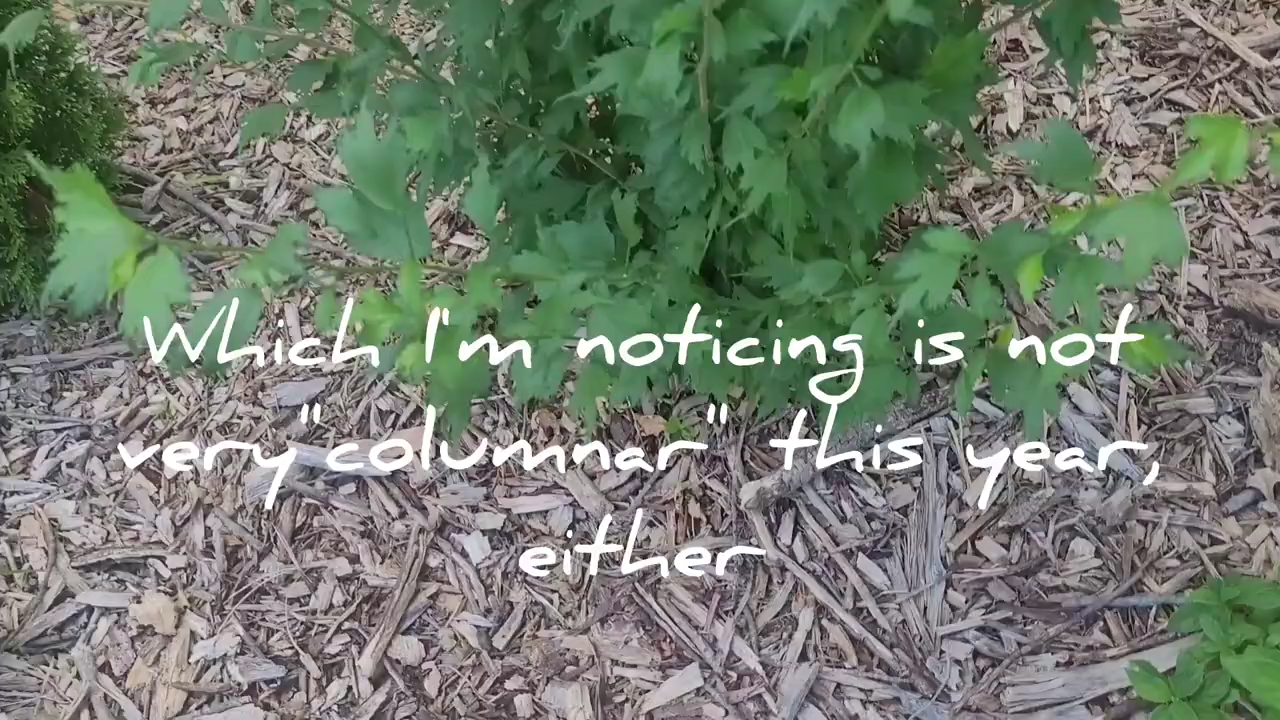 Which I'm noticing is not
very "columnar" this year,
either